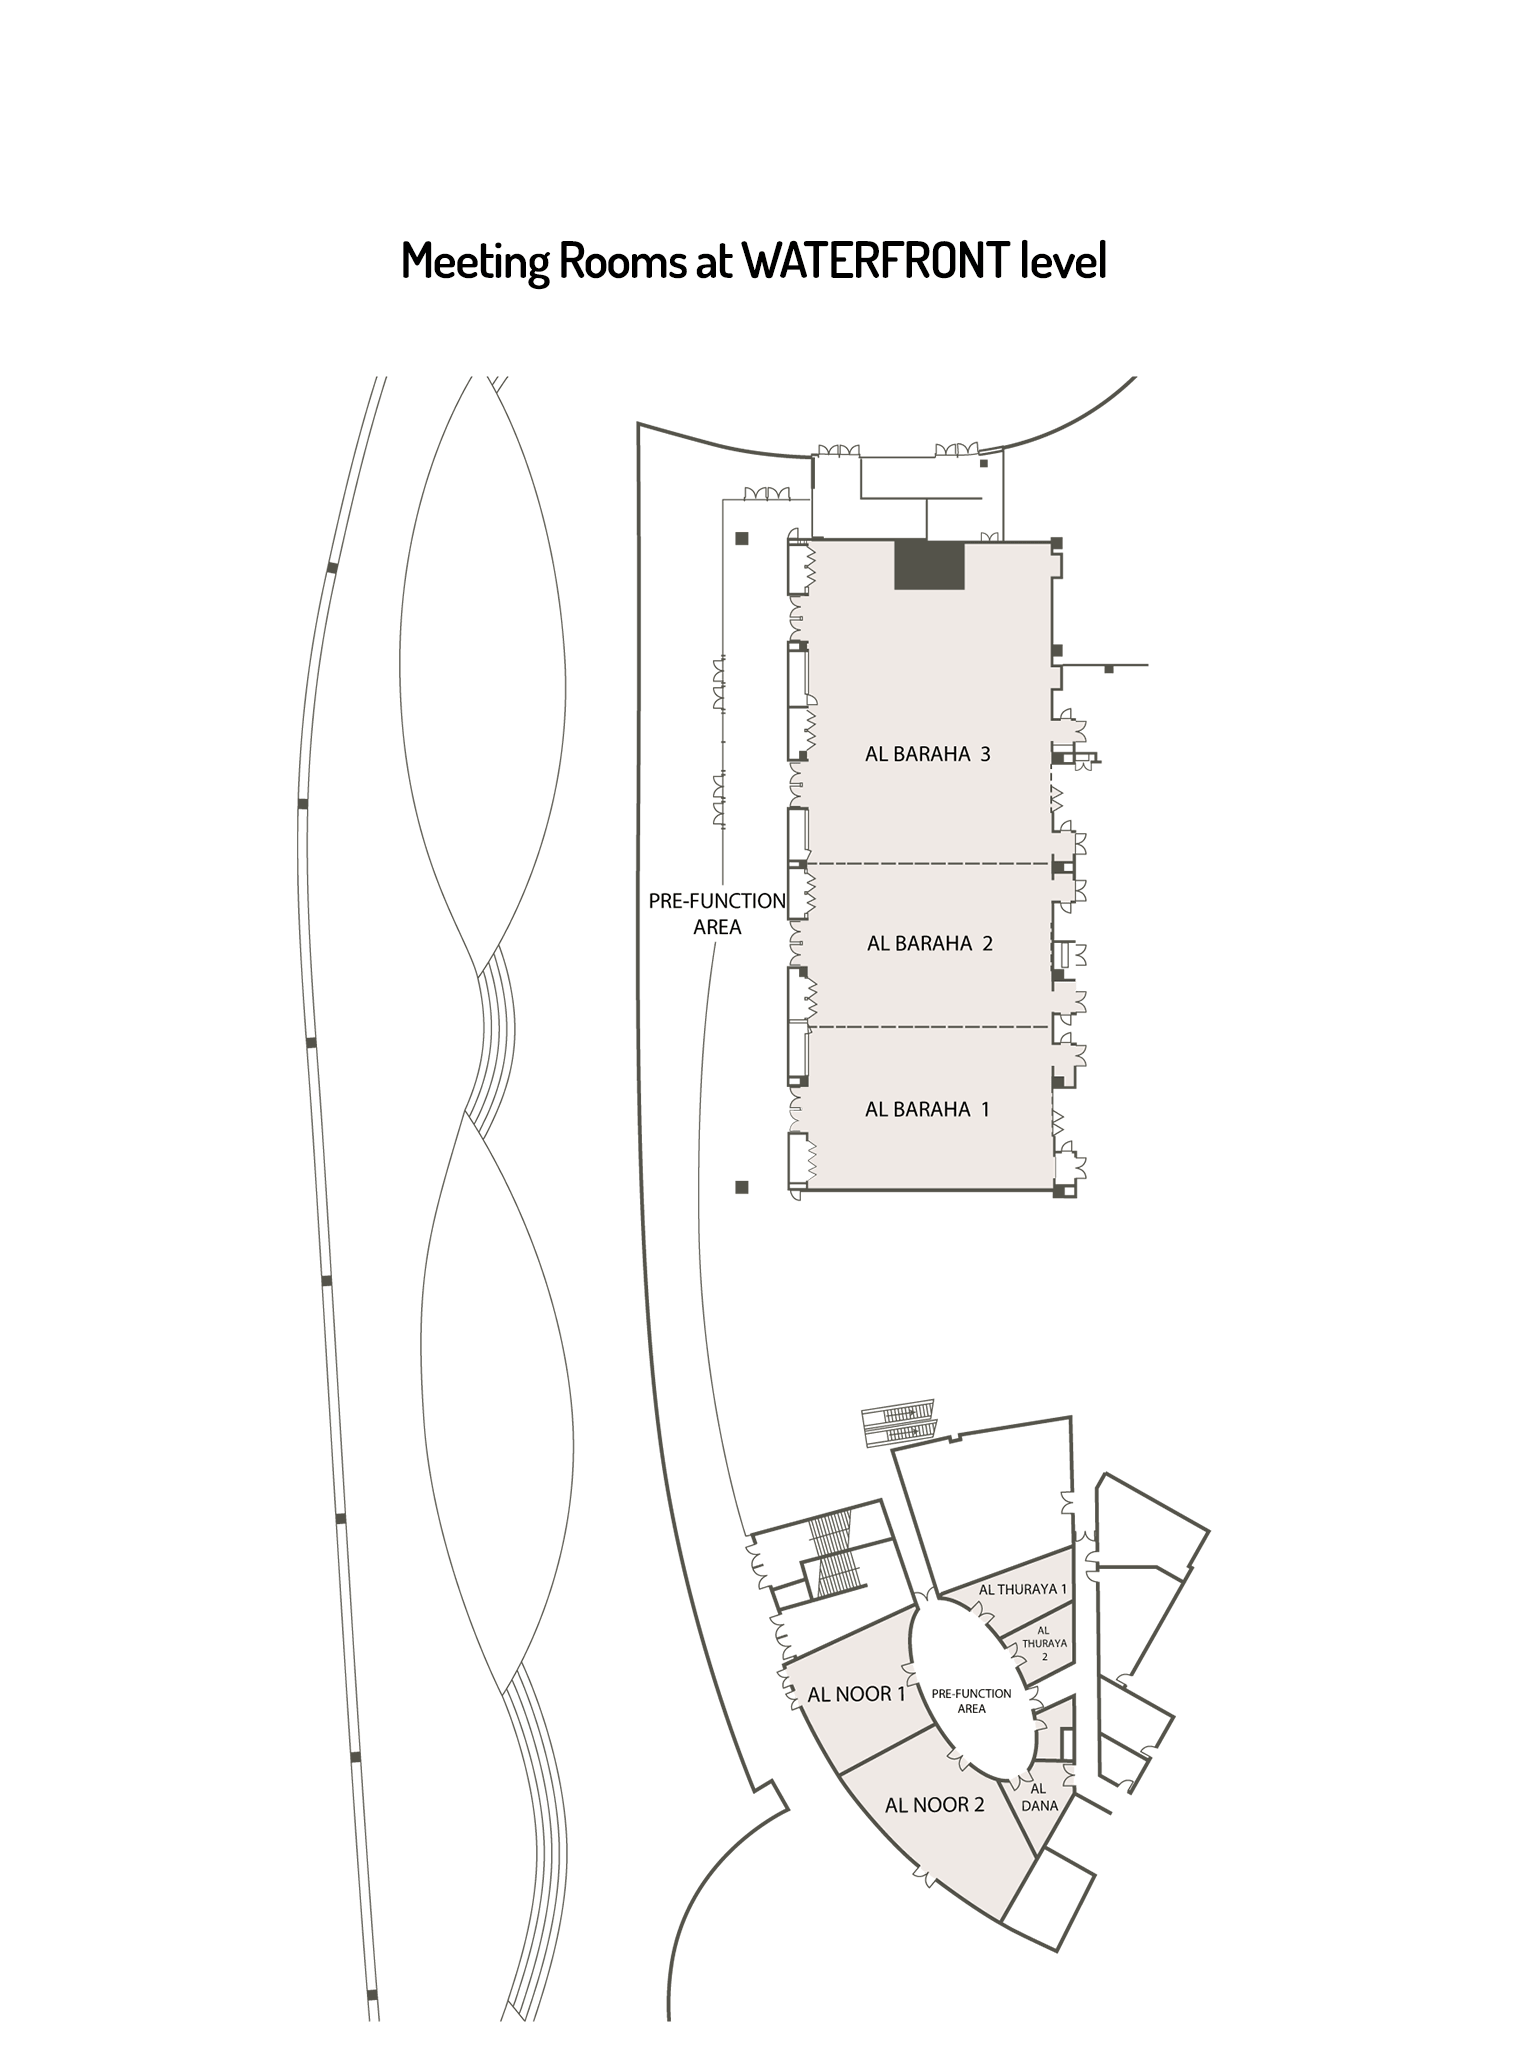 Meeting Rooms at WATERFRONT level
AL BARAHA 3
PRE-FUNCTION
AREA
AL BARAHA 2
AL BARAHA 1
AL THURAYA 1
AL
THURAYA
2
AL NOOR 1
PRE-FUNCTION
AREA
AL NOOR 2
AL
DANA